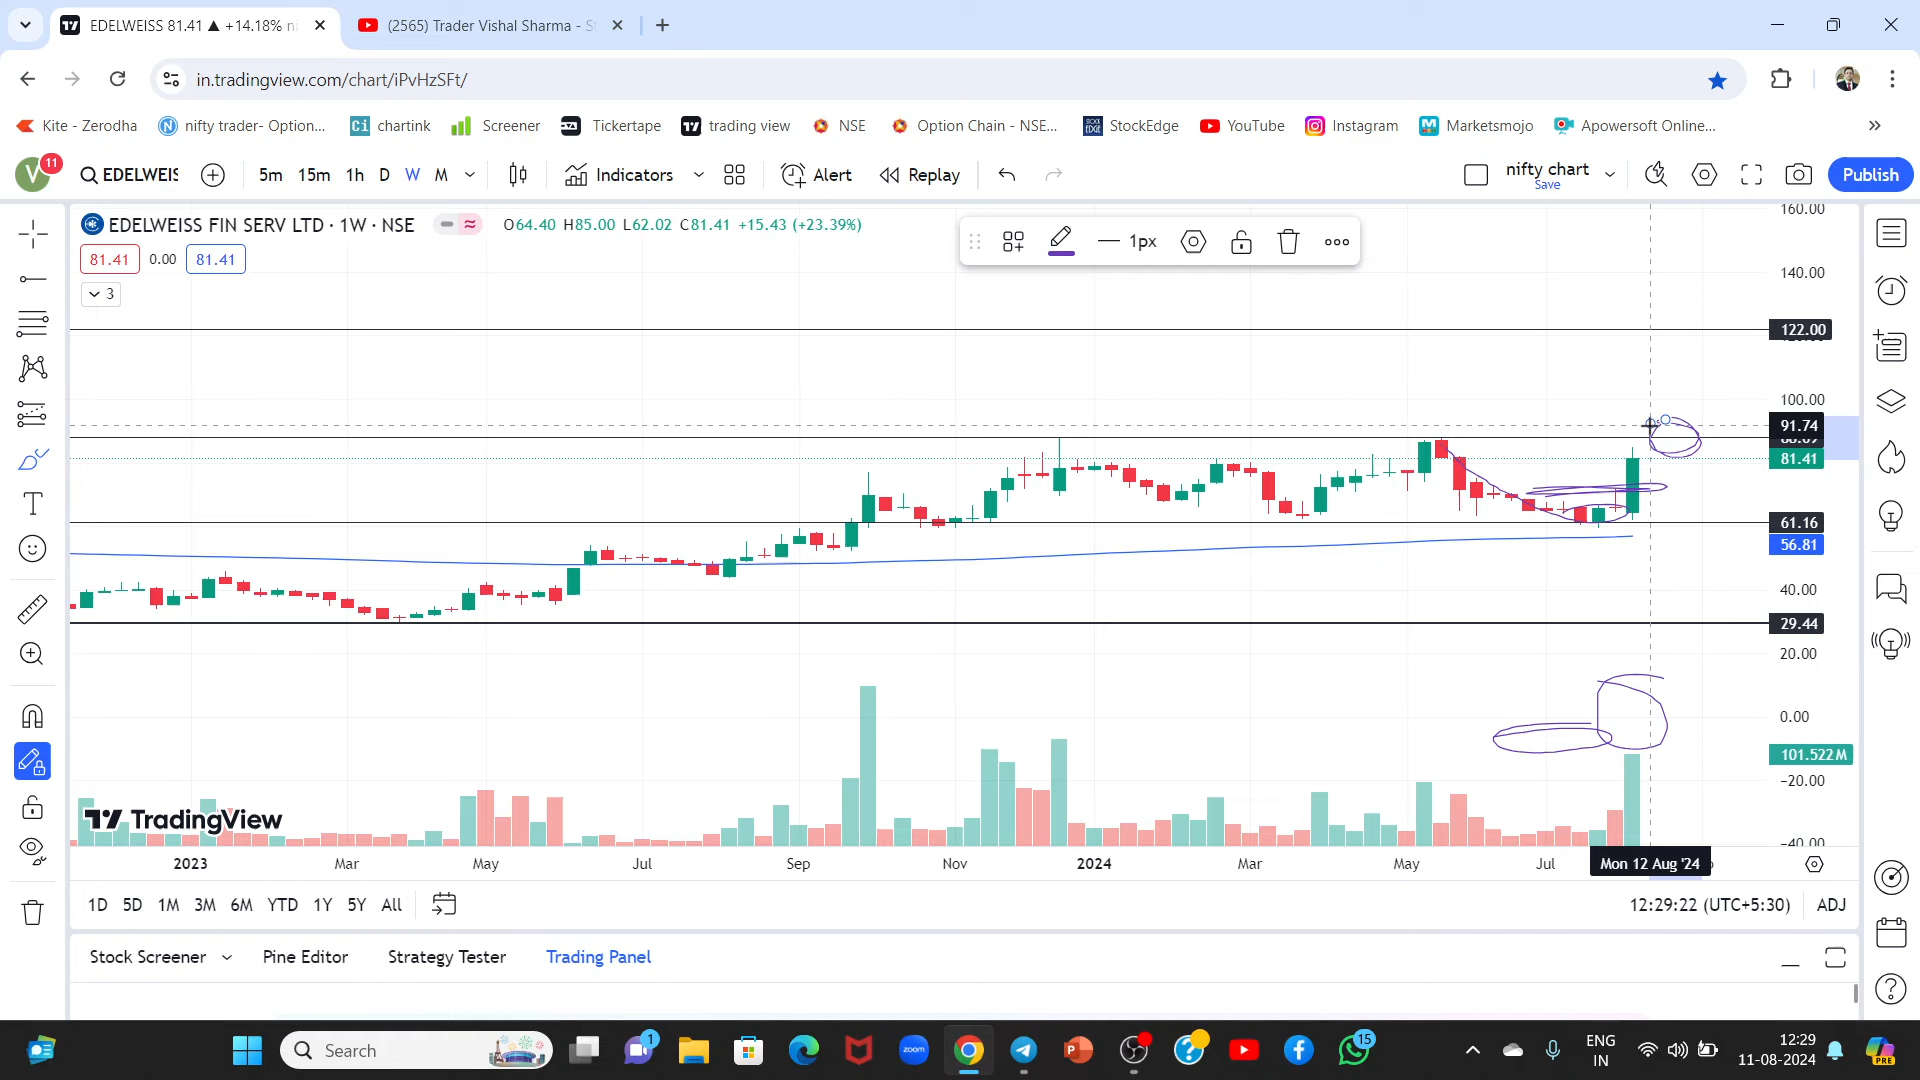 EDELWEISS 81.41 ▲ +14.18%
(2565) Trader Vishal Sharma -
in.tradingview.com/chart/iPvHzSFt/
Kite - Zerodha
nifty trader- Option...
chartink
Screener
Tickertape
trading view
NSE
Option Chain - NSE...
StockEdge
YouTube
Instagram
Marketsmojo
Apowersoft Online...
V
11
EDELWEIS
5m 15m 1h D W M
Indicators
Alert
Replay
nifty chart
Save
Publish
EDELWEISS FIN SERV LTD · 1W · NSE
O64.40 H85.00 L62.02 C81.41 +15.43 (+23.39%)
81.41 0.00 81.41
3
1px
160.00
140.00
122.00
100.00
91.74
81.41
61.16
56.81
40.00
29.44
20.00
0.00
101.522M
−20.00
−40.00
TradingView
2023 Mar May Jul Sep Nov 2024 Mar May Jul Mon 12 Aug '24
1D 5D 1M 3M 6M YTD 1Y 5Y All
12:29:22 (UTC+5:30) ADJ
Stock Screener Pine Editor Strategy Tester Trading Panel
Search
1
zoom
15
ENG
IN
12:29
11-08-2024
PRE